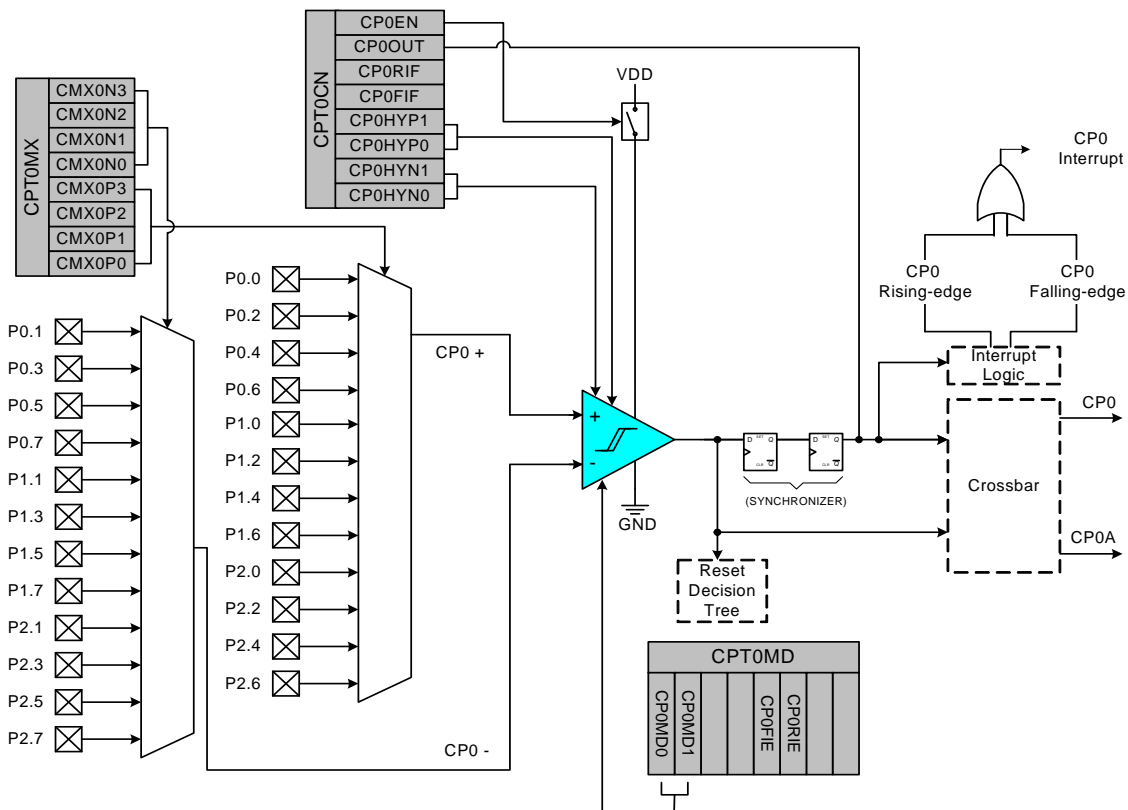 CPT0CN
CP0EN
CP0OUT
CP0RIF
CP0FIF
CP0HYP1
CP0HYP0
CP0HYN1
CP0HYN0
VDD
CPT0MX
CMX0N3
CMX0N2
CMX0N1
CMX0N0
CMX0P3
CMX0P2
CMX0P1
CMX0P0
CP0
Interrupt
CP0
Rising-edge
CP0
Falling-edge
Interrupt
Logic
P0.1
P0.3
P0.5
P0.7
P1.1
P1.3
P1.5
P1.7
P2.1
P2.3
P2.5
P2.7
P0.0
P0.2
P0.4
P0.6
P1.0
P1.2
P1.4
P1.6
P2.0
P2.2
P2.4
P2.6
CP0 +
CP0 -
+
-
GND
D SET Q
CLR Q
D SET Q
CLR Q
(SYNCHRONIZER)
Crossbar
CP0
CP0A
Reset
Decision
Tree
CPT0MD
CP0MD0
CP0MD1
CP0FIE
CP0RIE